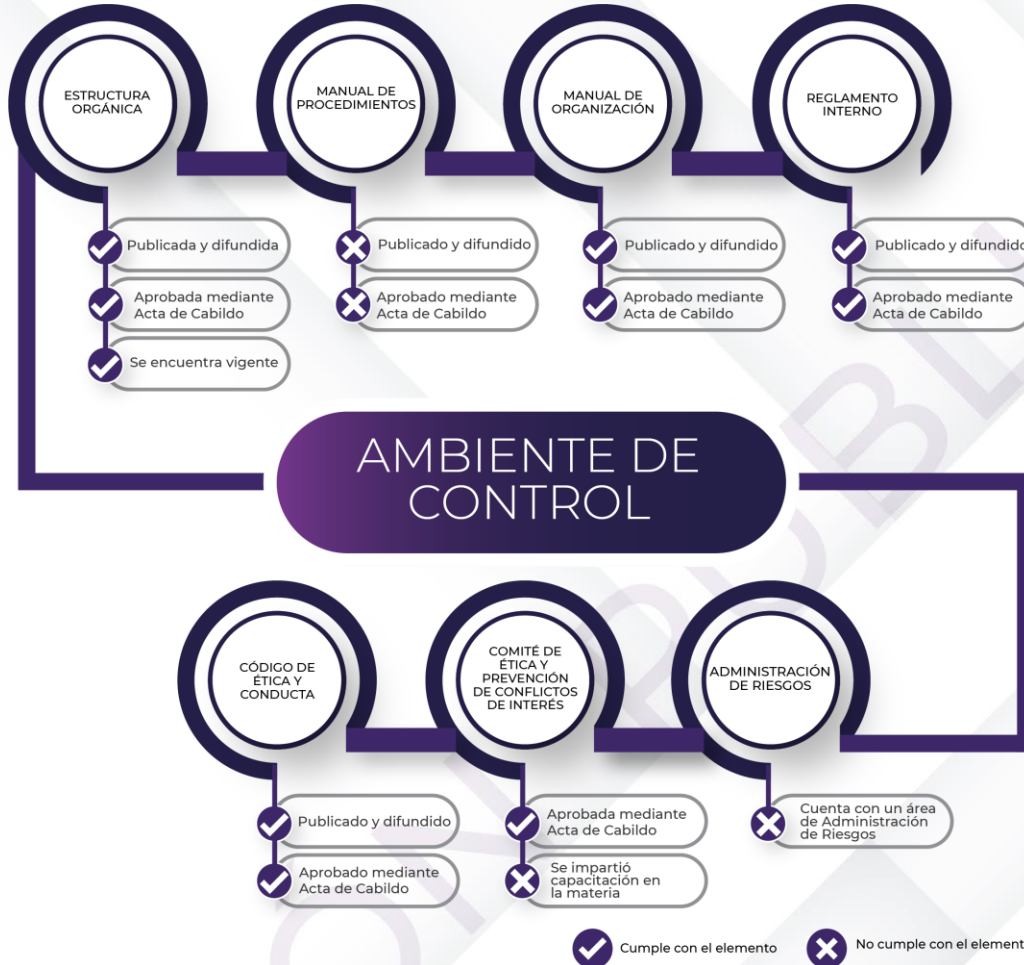 ESTRUCTURA
ORGÁNICA
MANUAL DE
PROCEDIMIENTOS
MANUAL DE
ORGANIZACIÓN
REGLAMENTO
INTERNO
Publicada y difundida
Aprobada mediante
Acta de Cabildo
Se encuentra vigente
Publicado y difundido
Aprobado mediante
Acta de Cabildo
Publicado y difundido
Aprobado mediante
Acta de Cabildo
Publicado y difundido
Aprobado mediante
Acta de Cabildo
AMBIENTE DE
CONTROL
CÓDIGO DE
ÉTICA Y
CONDUCTA
COMITÉ DE
ÉTICA Y
PREVENCIÓN
DE CONFLICTOS
DE INTERÉS
ADMINISTRACIÓN
DE RIESGOS
Publicado y difundido
Aprobado mediante
Acta de Cabildo
Aprobada mediante
Acta de Cabildo
Se impartió
capacitación en
la materia
Cuenta con un área
de Administración
de Riesgos
Cumple con el elemento
No cumple con el element